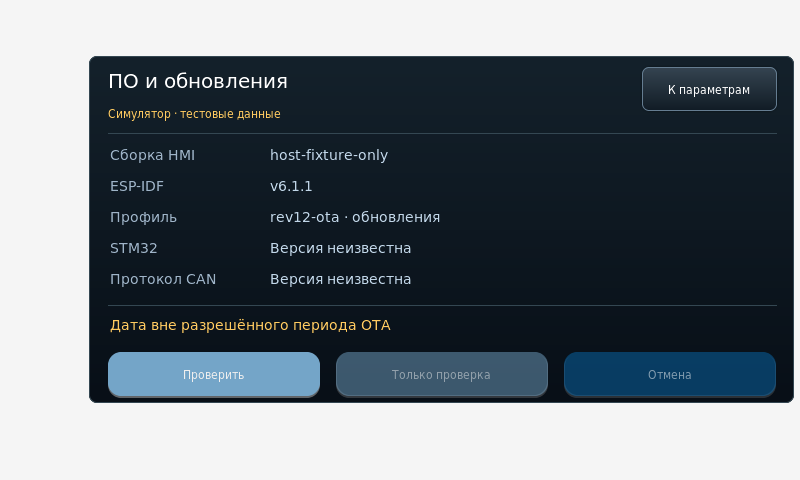 ПО и обновления
К параметрам
Симулятор · тестовые данные
Сборка HMI host-fixture-only
ESP-IDF v6.1.1
Профиль rev12-ota · обновления
STM32 Версия неизвестна
Протокол CAN Версия неизвестна
Дата вне разрешённого периода OTA
Проверить Только проверка Отмена